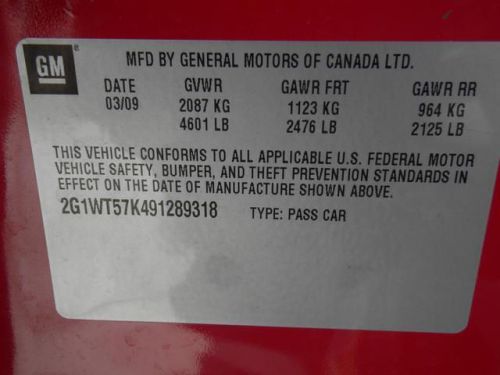 GM ® MFD BY GENERAL MOTORS OF CANADA LTD.
DATE GVWR GAWR FRT GAWR RR
03/09 2087 KG 1123 KG 964 KG
4601 LB 2476 LB 2125 LB
THIS VEHICLE CONFORMS TO ALL APPLICABLE U.S. FEDERAL MOTOR
VEHICLE SAFETY, BUMPER, AND THEFT PREVENTION STANDARDS IN
EFFECT ON THE DATE OF MANUFACTURE SHOWN ABOVE.
2G1WT57K491289318 TYPE: PASS CAR